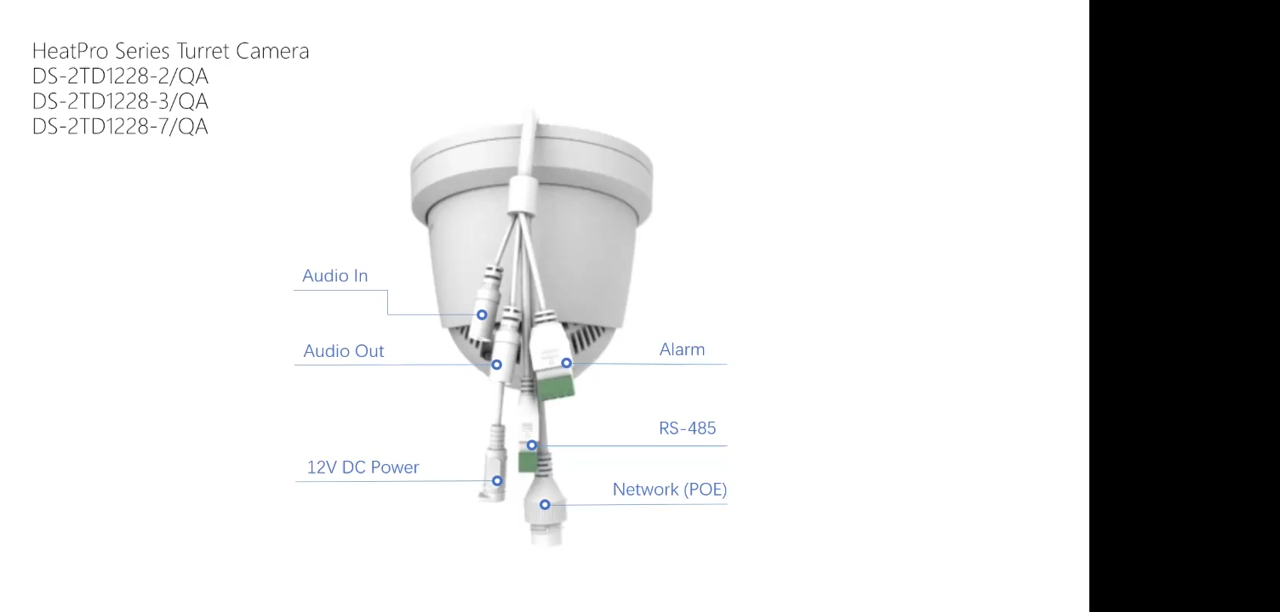 HeatPro Series Turret Camera
DS-2TD1228-2/QA
DS-2TD1228-3/QA
DS-2TD1228-7/QA
Audio In
Audio Out
Alarm
RS-485
12V DC Power
Network (POE)